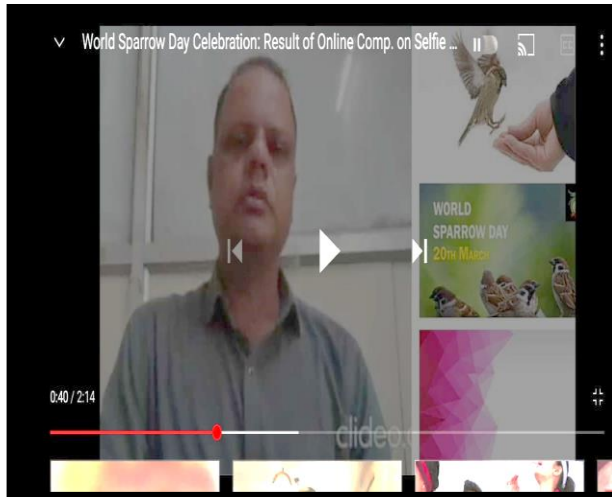 World Sparrow Day Celebration: Result of Online Comp. on Selfie ...
WORLD
SPARROW DAY
20TH MARCH
0:40 / 2:14
clideo.c